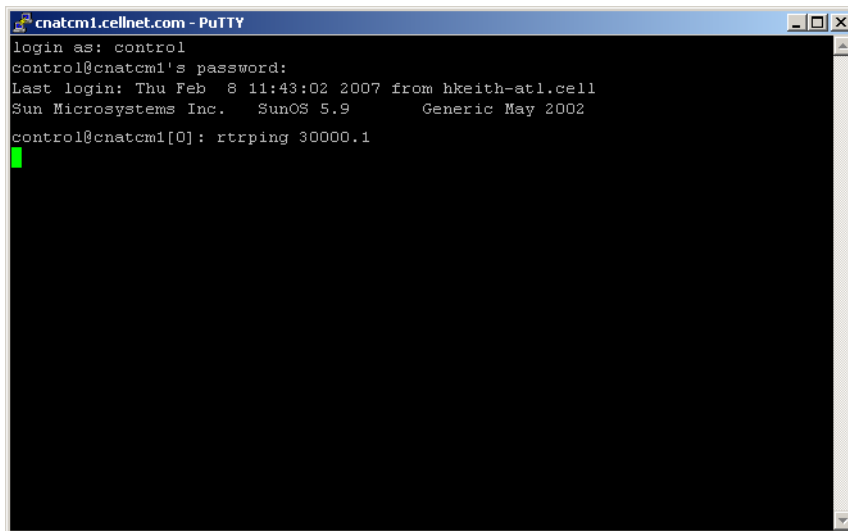 cnatcm1.cellnet.com - PuTTY
login as: control
control@cnatcm1's password:
Last login: Thu Feb  8 11:43:02 2007 from hkeith-atl.cell
Sun Microsystems Inc.   SunOS 5.9       Generic May 2002
control@cnatcm1[0]: rtrping 30000.1